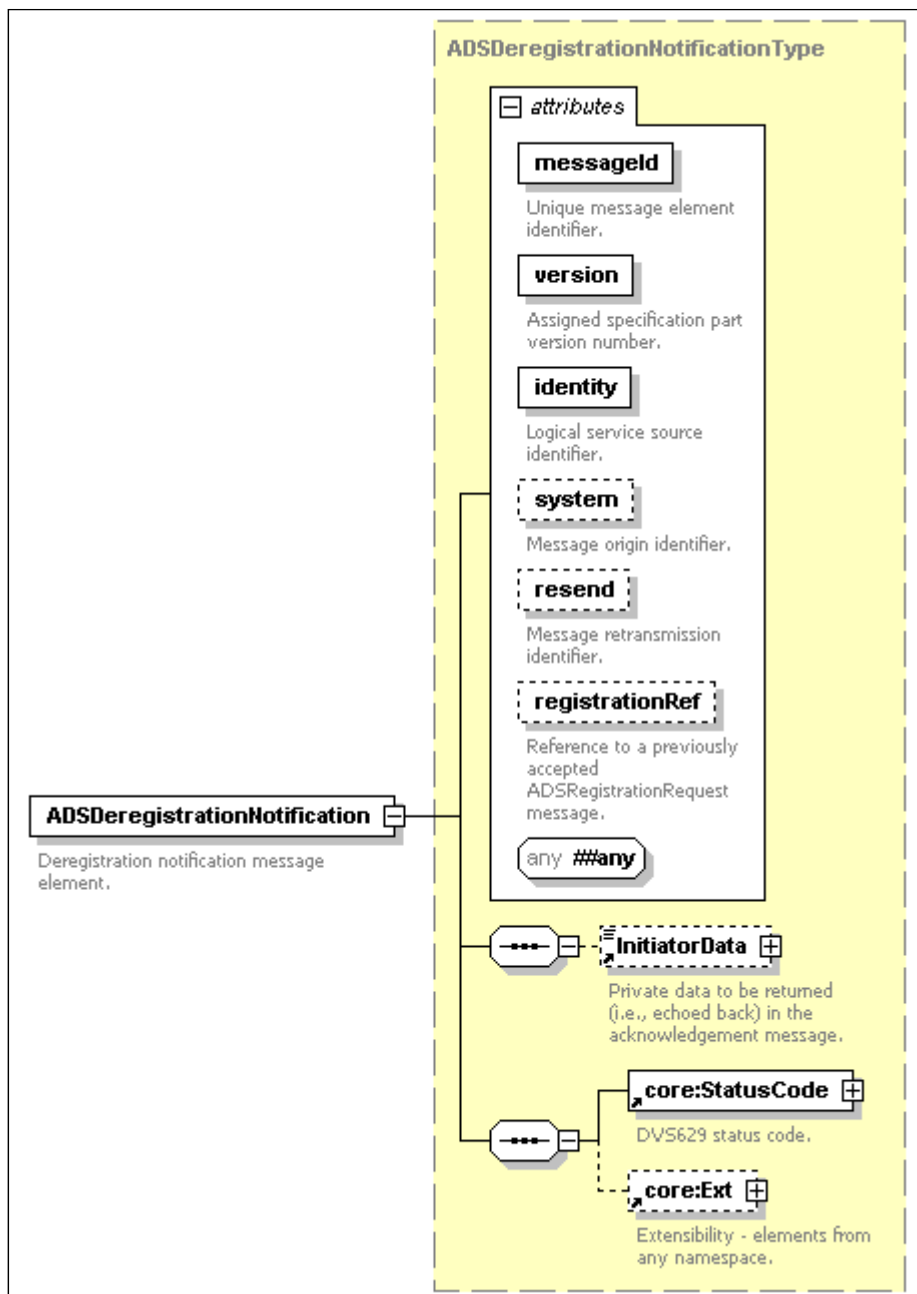 ADSDeregistrationNotificationType
attributes
messageId
Unique message element
identifier.
version
Assigned specification part
version number.
identity
Logical service source
identifier.
system
Message origin identifier.
resend
Message retransmission
identifier.
registrationRef
Reference to a previously
accepted
ADSRegistrationRequest
message.
any ##any
ADSDeregistrationNotification
Deregistration notification message
element.
InitiatorData
Private data to be returned
(i.e., echoed back) in the
acknowledgement message.
core:StatusCode
DVS629 status code.
core:Ext
Extensibility - elements from
any namespace.